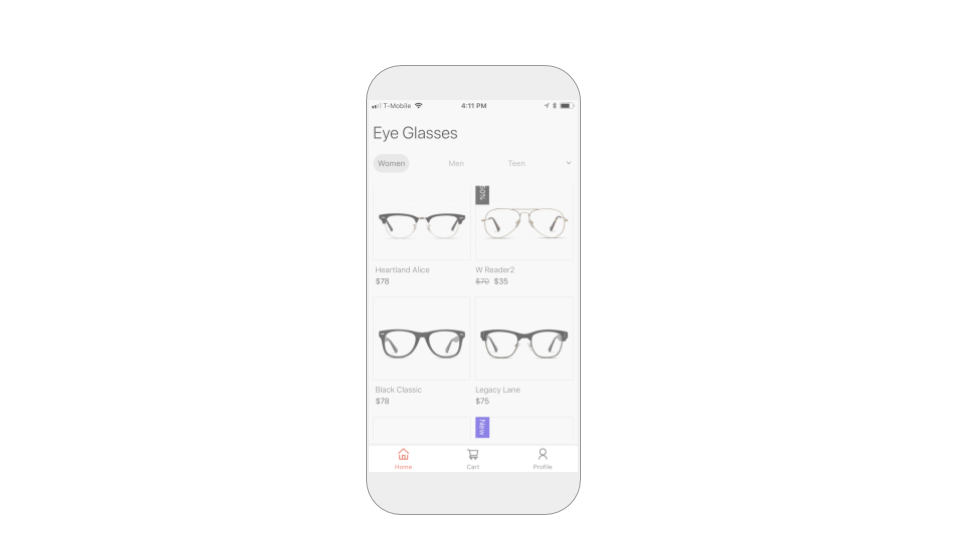 T-Mobile 4:11 PM
Eye Glasses
Women Men Teen
50%
Heartland Alice W Reader2
$78 $70 $35
Black Classic Legacy Lane
$78 $75
New
Home Cart Profile